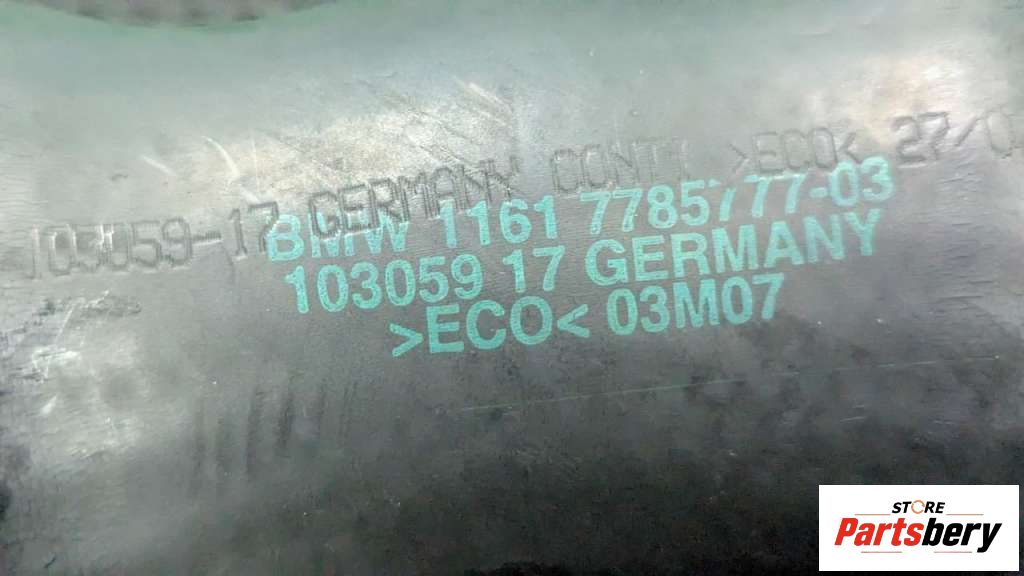 103059-17 GERMANY CONTI >ECO< 27/0
BMW 1161 7785777-03
103059 17 GERMANY
>ECO< 03M07
STORE
Partsbery